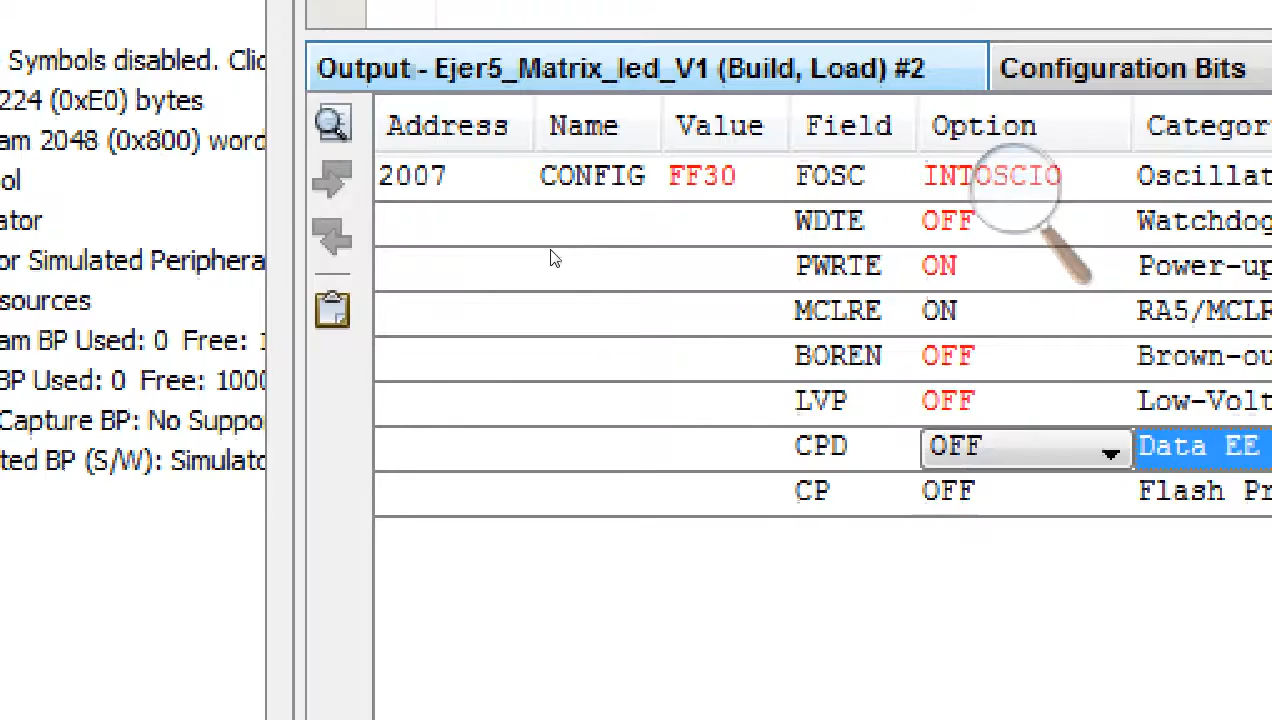 Symbols disabled. Clic
224 (0xE0) bytes
am 2048 (0x800) word
ol
ator
or Simulated Periphera
sources
am BP Used: 0 Free: 1
BP Used: 0 Free: 1000
Capture BP: No Suppo
ted BP (S/W): Simulato
Output - Ejer5_Matrix_led_V1 (Build, Load) #2 Configuration Bits
Address Name Value Field Option Categor
2007 CONFIG FF30 FOSC INTOSCIO Oscillat
WDTE OFF Watchdog
PWRTE ON Power-up
MCLRE ON RA5/MCLR
BOREN OFF Brown-ou
LVP OFF Low-Volt
CPD OFF Data EE
CP OFF Flash Pr